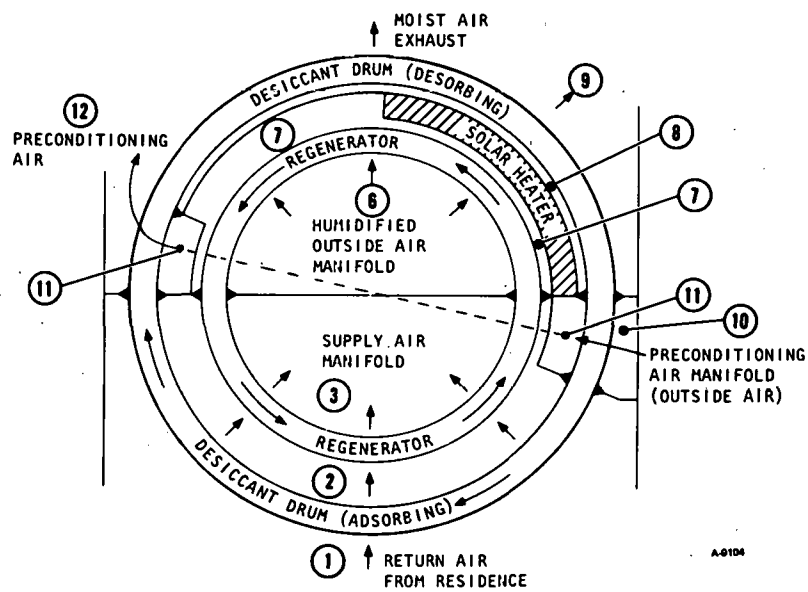 MOIST AIR
EXHAUST
DESICCANT DRUM (DESORBING)
9
12
PRECONDITIONING
AIR
7
REGENERATOR
SOLAR HEATER
8
6
HUMIDIFIED
OUTSIDE AIR
MANIFOLD
7
11
11
10
SUPPLY AIR
MANIFOLD
PRECONDITIONING
AIR MANIFOLD
(OUTSIDE AIR)
3
REGENERATOR
2
DESICCANT DRUM (ADSORBING)
1
RETURN AIR
FROM RESIDENCE
A-9104